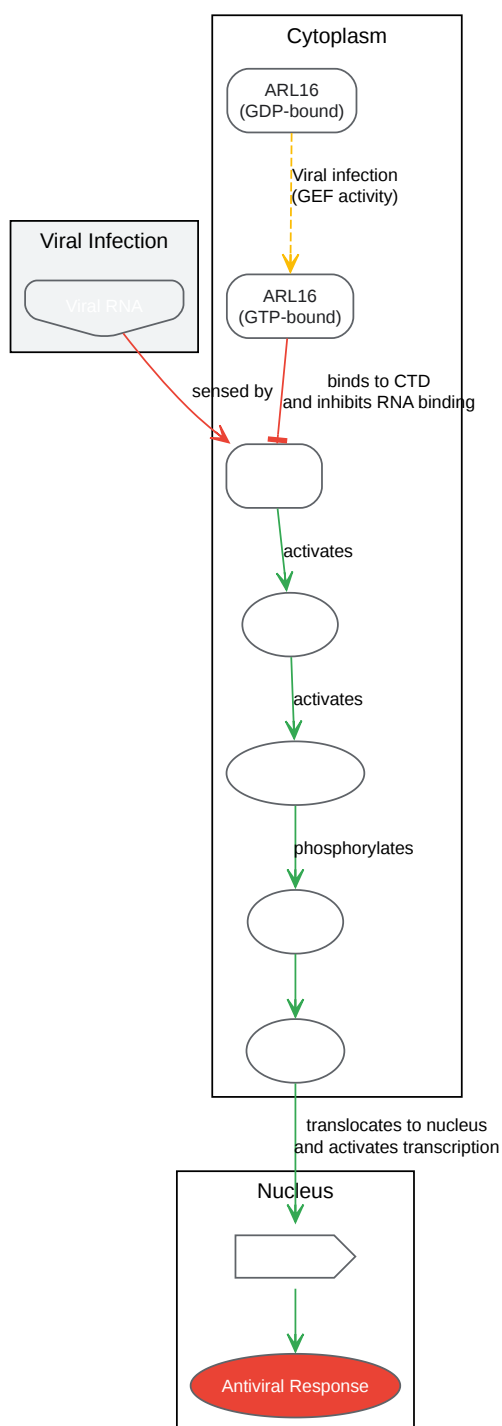 Cytoplasm
ARL16
(GDP-bound)
Viral infection
(GEF activity)
Viral Infection
Viral RNA
ARL16
(GTP-bound)
sensed by
binds to CTD
and inhibits RNA binding
activates
activates
phosphorylates
translocates to nucleus
and activates transcription
Nucleus
Antiviral Response